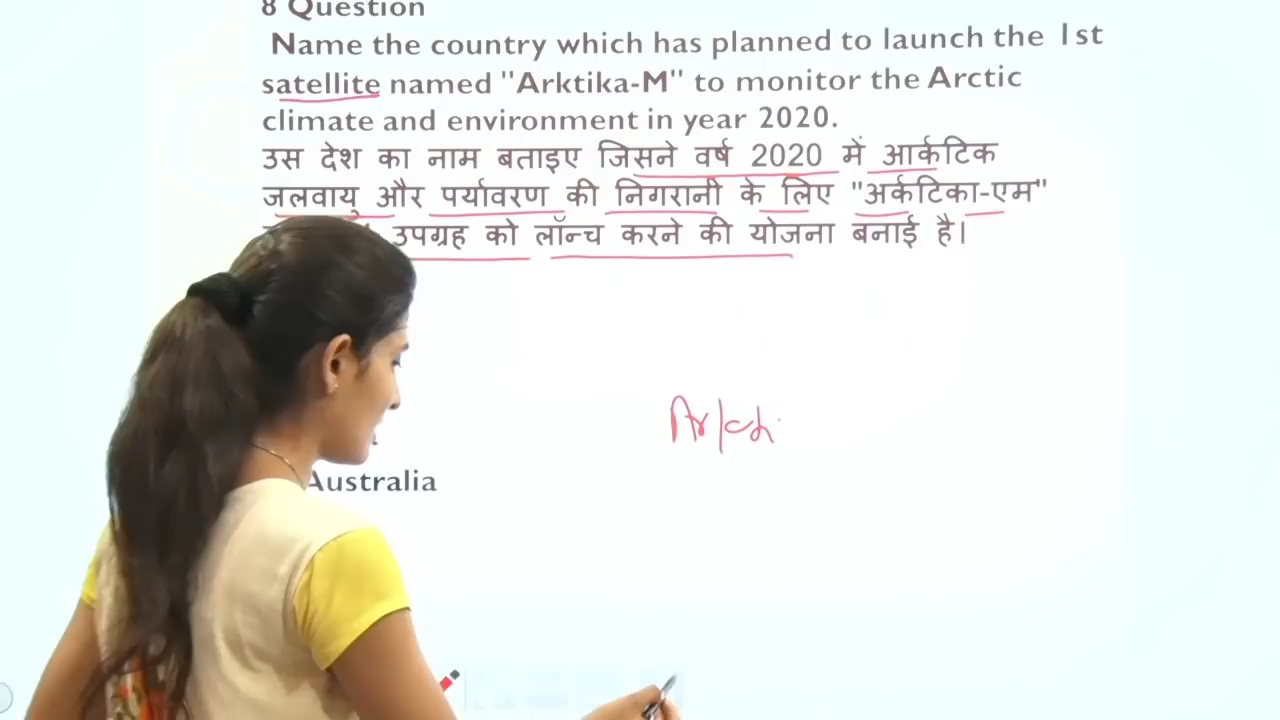 8 Question
Name the country which has planned to launch the 1st
satellite named "Arktika-M" to monitor the Arctic
climate and environment in year 2020.
उस देश का नाम बताइए जिसने वर्ष 2020 में आर्कटिक
जलवायु और पर्यावरण की निगरानी के लिए "अर्कटिका-एम"
उपग्रह को लॉन्च करने की योजना बनाई है।
Australia